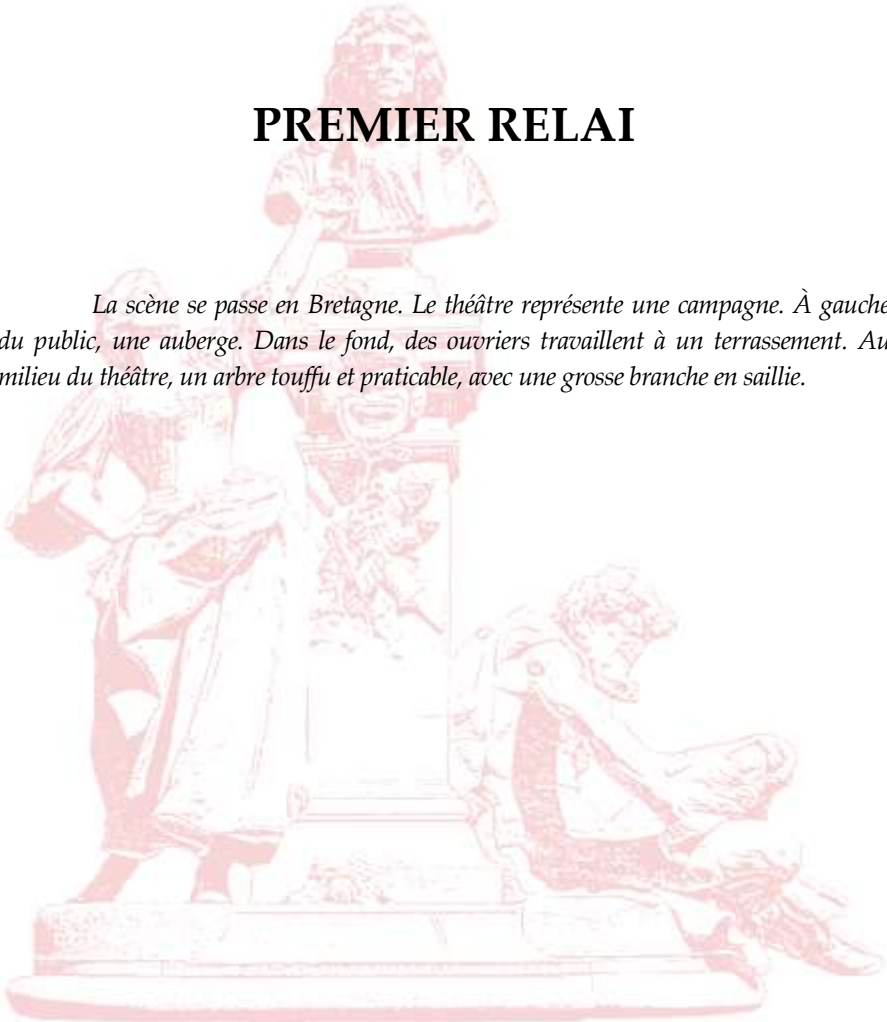 PREMIER RELAI
La scène se passe en Bretagne. Le théâtre représente une campagne. À gauche
du public, une auberge. Dans le fond, des ouvriers travaillent à un terrassement. Au
milieu du théâtre, un arbre touffu et praticable, avec une grosse branche en saillie.